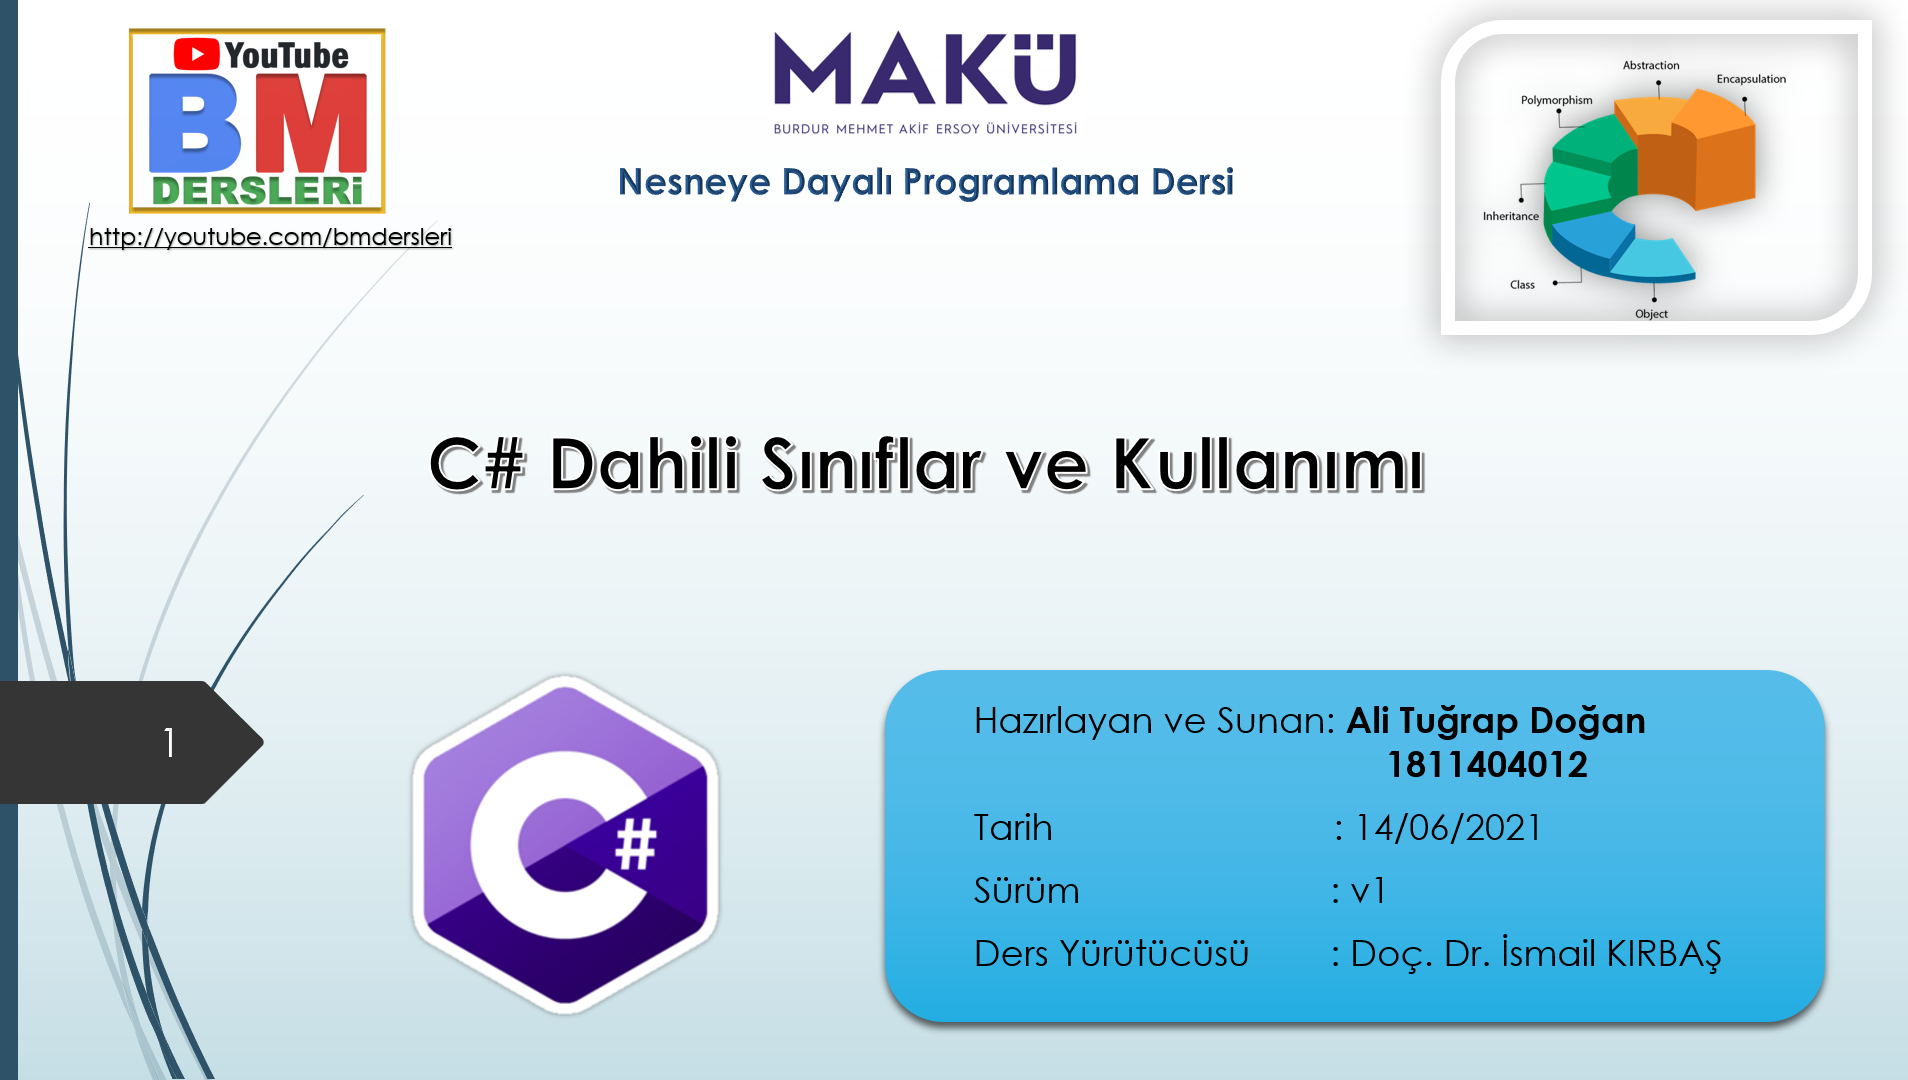 YouTube
BM
DERSLERİ
http://youtube.com/bmdersleri
MAKÜ
BURDUR MEHMET AKİF ERSOY ÜNİVERSİTESİ
Nesneye Dayalı Programlama Dersi
Abstraction
Encapsulation
Polymorphism
Inheritance
Class
Object
C# Dahili Sınıflar ve Kullanımı
1
C#
Hazırlayan ve Sunan: Ali Tuğrap Doğan
1811404012
Tarih : 14/06/2021
Sürüm : v1
Ders Yürütücüsü : Doç. Dr. İsmail KIRBAŞ